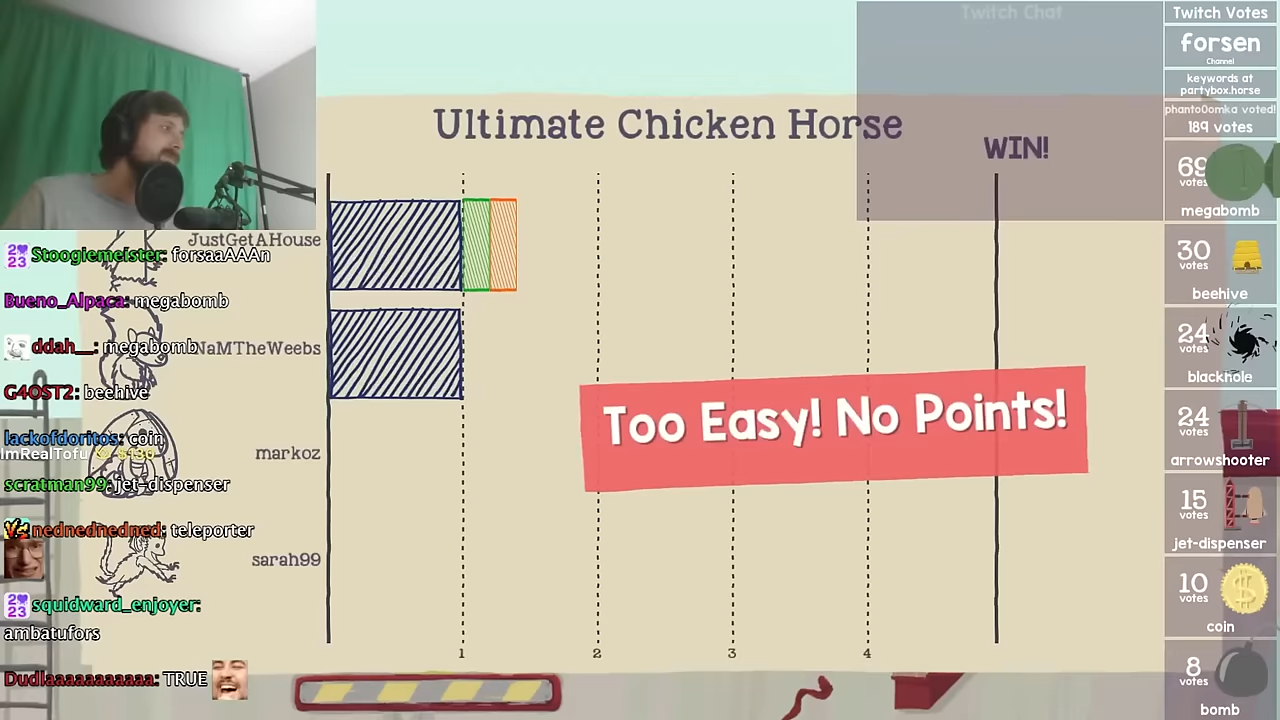 Twitch Chat
Ultimate Chicken Horse
WIN!
JustGetAHouse
NaMTheWeebs
markoz
sarah99
Too Easy! No Points!
1
2
3
4
Stoogiemeister: forsaaAAAn
Bueno_Alpaca: megabomb
ddah__: megabomb
G4OST2: beehive
lackofdoritos: coin
ImRealTofu
$130
scratman99: jet-dispenser
nednednedned: teleporter
squidward_enjoyer:
ambatufors
Dudlaaaaaaaaaaa: TRUE
Twitch Votes
forsen
Channel
keywords at
partybox.horse
phanto0omka voted!
189 votes
69
votes
megabomb
30
votes
beehive
24
votes
blackhole
24
votes
arrowshooter
15
votes
jet-dispenser
10
votes
coin
8
votes
bomb